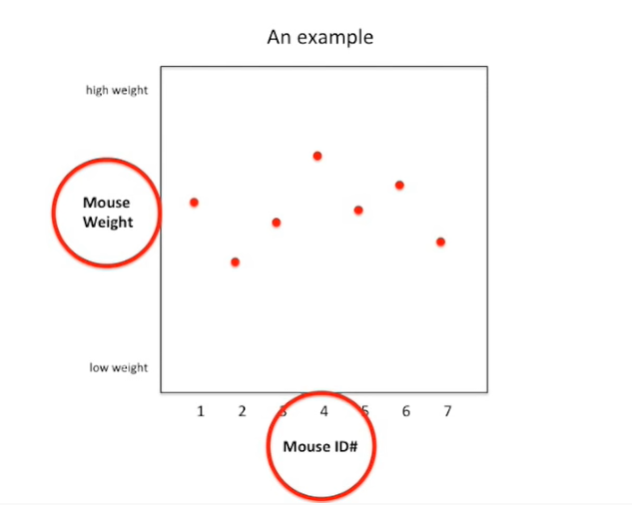 An example
high weight
Mouse
Weight
low weight
1 2 3 4 5 6 7
Mouse ID#